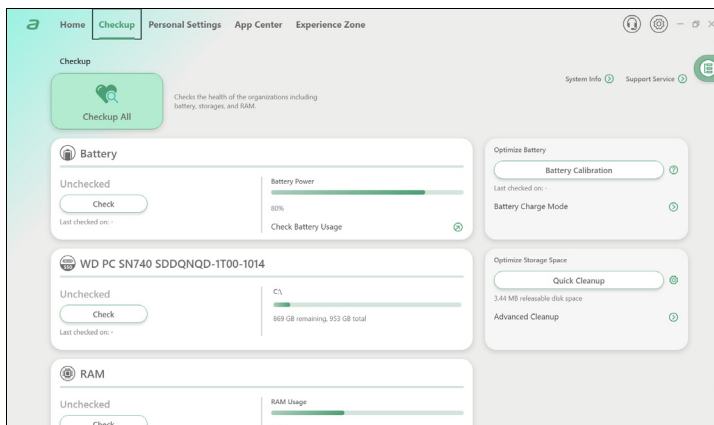 a
Home Checkup Personal Settings App Center Experience Zone
Checkup
System Info Support Service
Checks the health of the organizations including
battery, storages, and RAM.
Checkup All
Battery
Unchecked
Check
Last checked on: -
Battery Power
80%
Check Battery Usage
Optimize Battery
Battery Calibration
Last checked on: -
Battery Charge Mode
WD PC SN740 SDDQNQD-1T00-1014
Unchecked
Check
Last checked on: -
C:\
869 GB remaining, 953 GB total
Optimize Storage Space
Quick Cleanup
3.44 MB releasable disk space
Advanced Cleanup
RAM
Unchecked
Check
RAM Usage